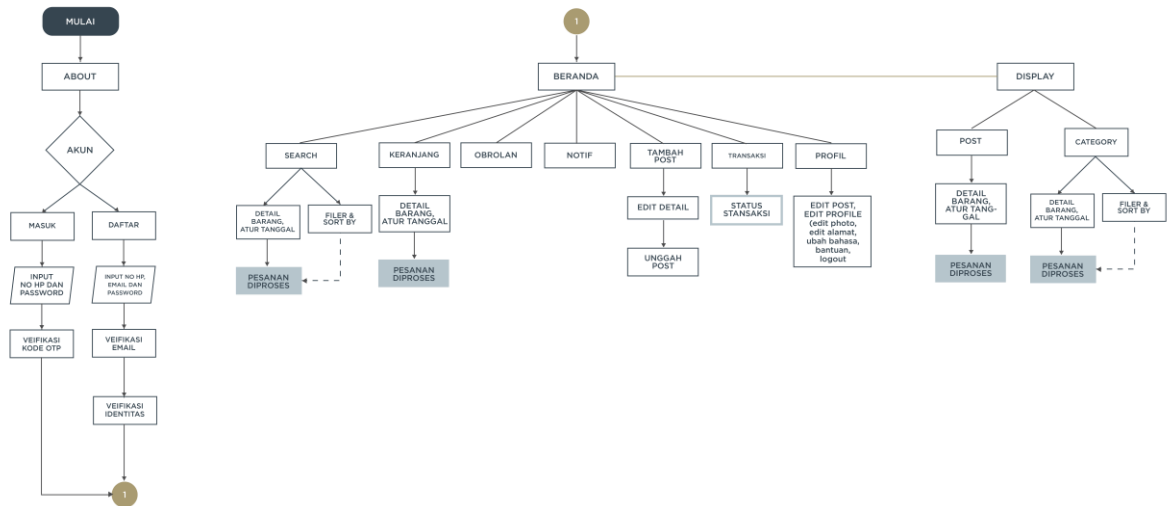 MULAI
ABOUT
AKUN
MASUK
DAFTAR
INPUT
NO HP DAN
PASSWORD
INPUT NO HP,
EMAIL DAN
PASSWORD
VEIFIKASI
KODE OTP
VEIFIKASI
EMAIL
VEIFIKASI
IDENTITAS
1
1
BERANDA
DISPLAY
SEARCH
DETAIL
BARANG,
ATUR TANGGAL
FILER &
SORT BY
PESANAN
DIPROSES
KERANJANG
DETAIL
BARANG,
ATUR TANGGAL
PESANAN
DIPROSES
OBROLAN
NOTIF
TAMBAH
POST
EDIT DETAIL
UNGGAH
POST
TRANSAKSI
STATUS
STANSAKSI
PROFIL
EDIT POST,
EDIT PROFILE
(edit photo,
edit alamat,
ubah bahasa,
bantuan,
logout
POST
DETAIL
BARANG,
ATUR TANG-
GAL
PESANAN
DIPROSES
CATEGORY
DETAIL
BARANG,
ATUR TANGGAL
FILER &
SORT BY
PESANAN
DIPROSES